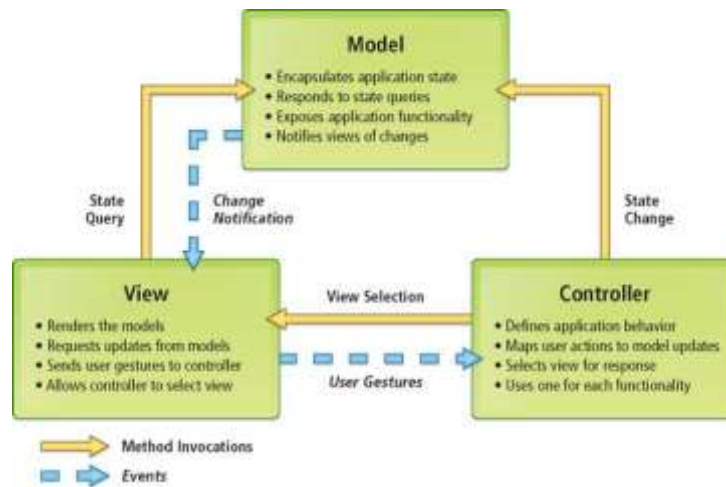 Model
• Encapsulates application state
• Responds to state queries
• Exposes application functionality
• Notifies views of changes
State
Query
Change
Notification
State
Change
View
• Renders the models
• Requests updates from models
• Sends user gestures to controller
• Allows controller to select view
View Selection
User Gestures
Controller
• Defines application behavior
• Maps user actions to model updates
• Selects view for response
• Uses one for each functionality
Method Invocations
Events